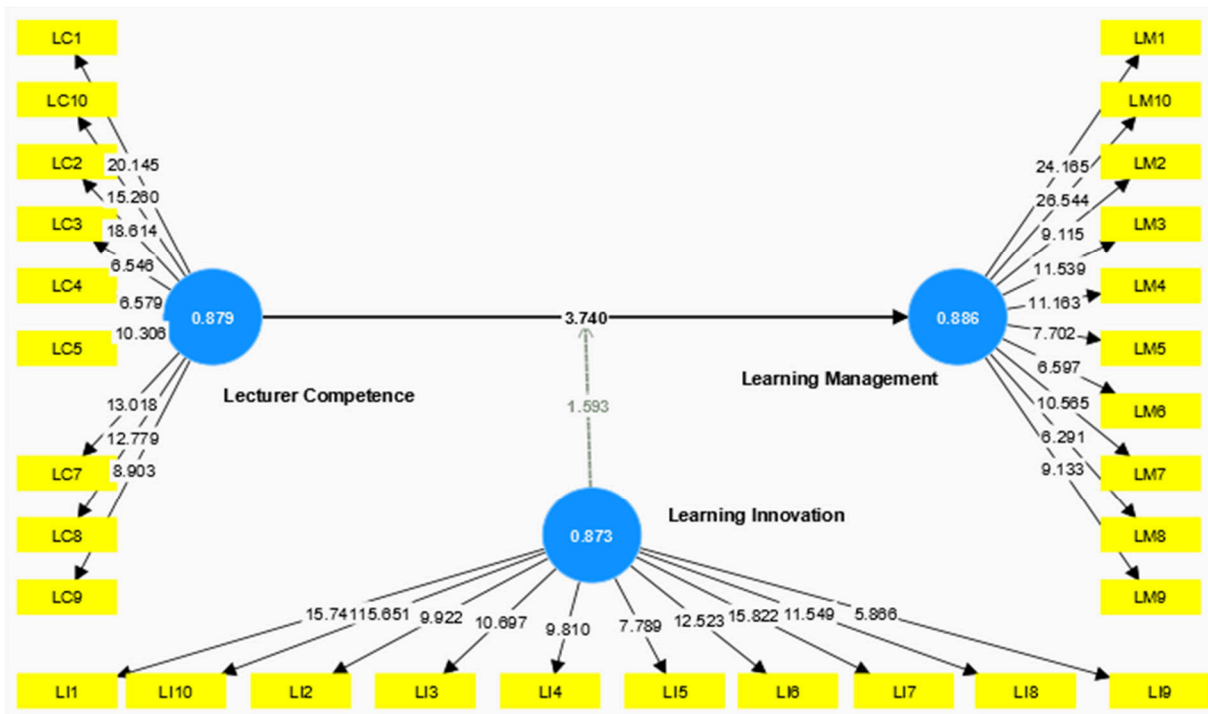 LC1
LC10
LC2
LC3
LC4
LC5
LC7
LC8
LC9
20.145
15.260
18.614
6.546
6.579
10.306
13.018
12.779
8.903
0.879
Lecturer Competence
3.740
1.593
0.886
Learning Management
LM1
LM10
LM2
LM3
LM4
LM5
LM6
LM7
LM8
LM9
24.165
26.544
9.115
11.539
11.163
7.702
6.597
10.565
6.291
9.133
Learning Innovation
0.873
15.741 15.651 9.922 10.697 9.810 7.789 12.523 15.822 11.549 5.866
LI1 LI10 LI2 LI3 LI4 LI5 LI6 LI7 LI8 LI9